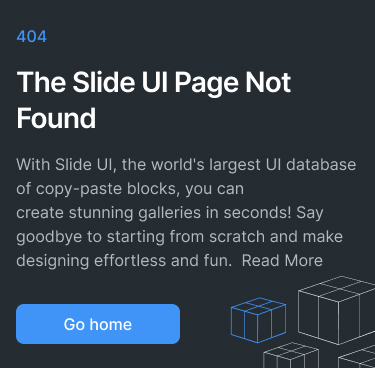 404
The Slide UI Page Not
Found
With Slide UI, the world's largest UI database
of copy-paste blocks, you can
create stunning galleries in seconds! Say
goodbye to starting from scratch and make
designing effortless and fun.  Read More
Go home